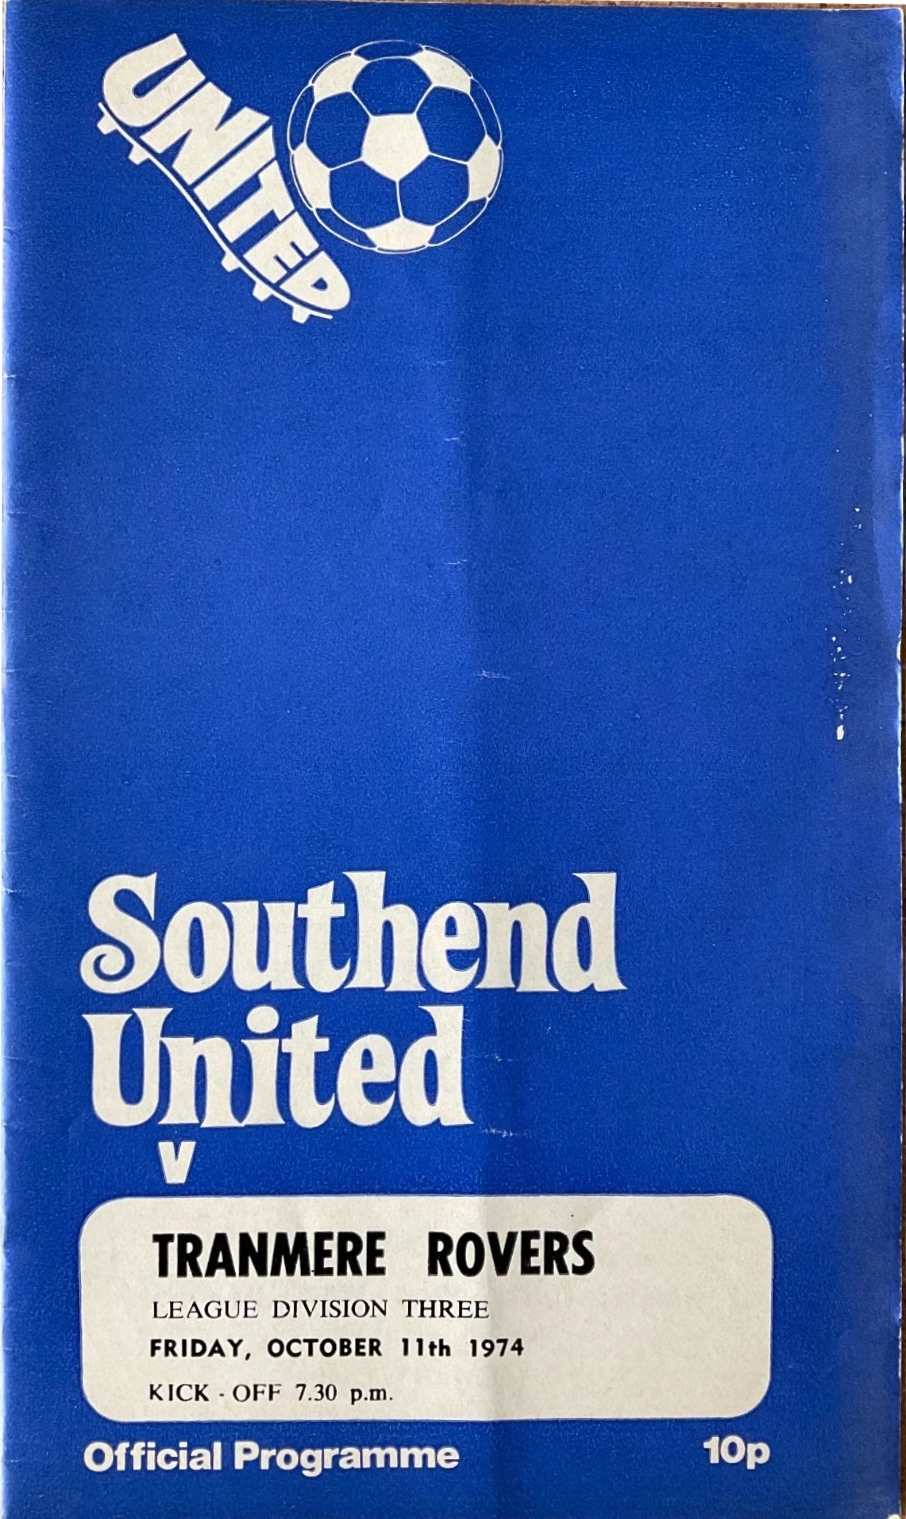 UNITED
Southend
United
v
TRANMERE ROVERS
LEAGUE DIVISION THREE
FRIDAY, OCTOBER 11th 1974
KICK - OFF 7.30 p.m.
Official Programme 10p